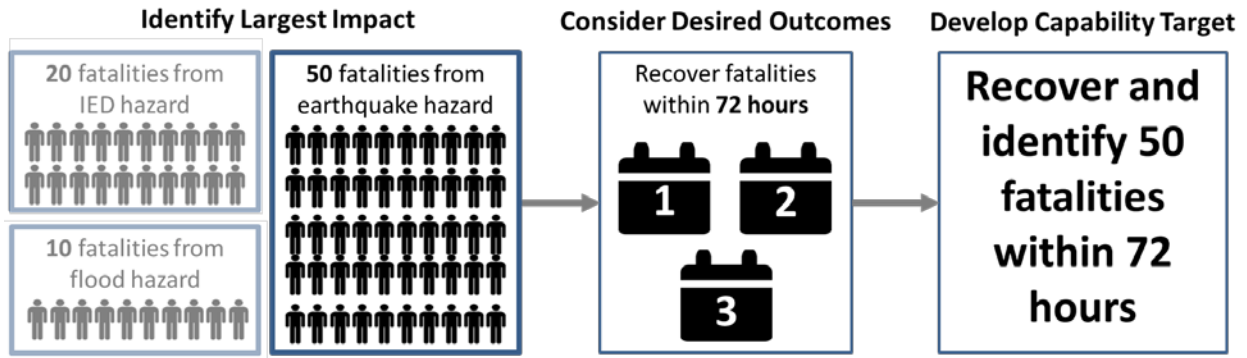 Identify Largest Impact
20 fatalities from
IED hazard
10 fatalities from
flood hazard
50 fatalities from
earthquake hazard
Consider Desired Outcomes
Recover fatalities
within 72 hours
1
2
3
Develop Capability Target
Recover and
identify 50
fatalities
within 72
hours